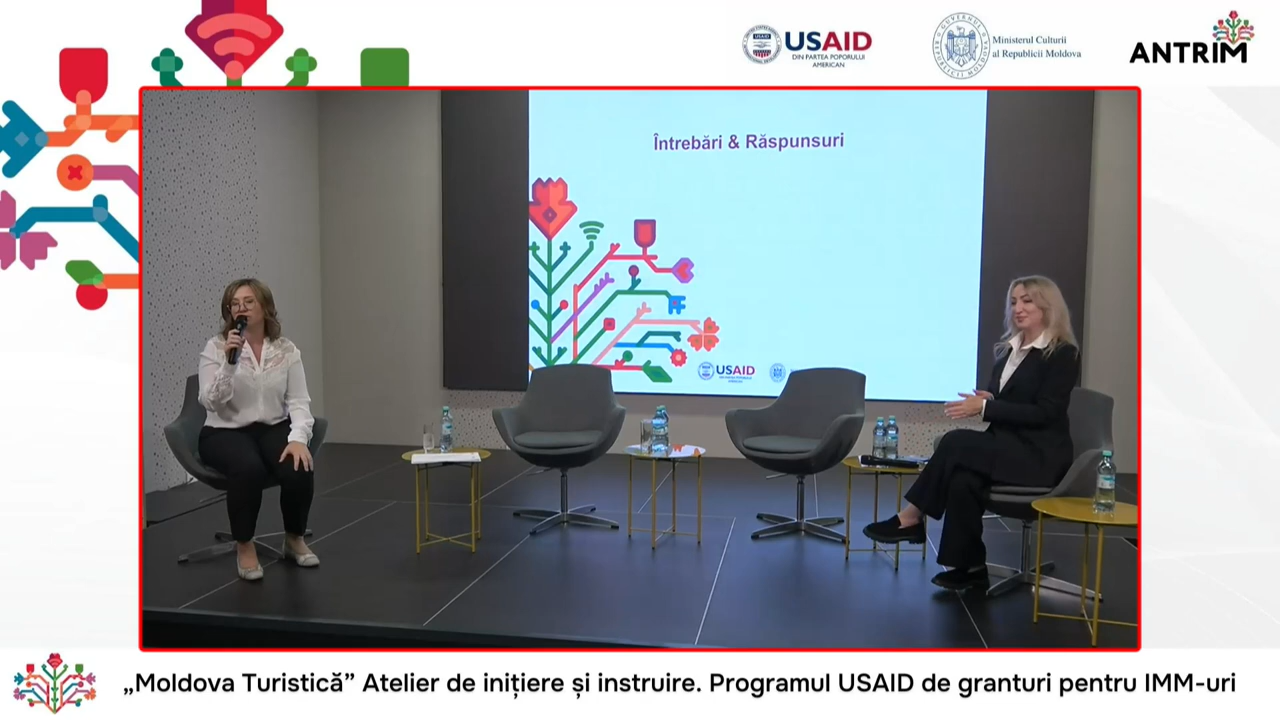 USAID
DIN PARTEA POPORULUI
AMERICAN
Ministerul Culturii
al Republicii Moldova
ANTRIM
Întrebări & Răspunsuri
USAID
„Moldova Turistică” Atelier de inițiere și instruire. Programul USAID de granturi pentru IMM-uri